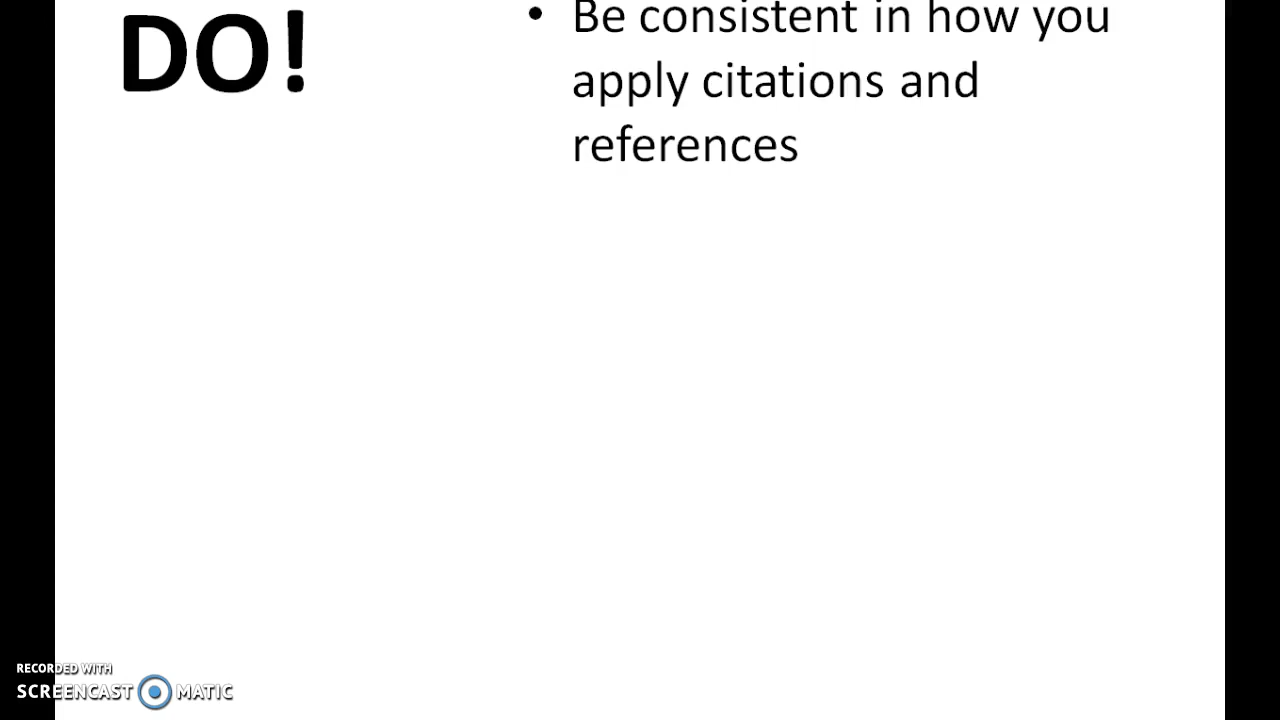 DO!
• Be consistent in how you
apply citations and
references
RECORDED WITH
SCREENCAST MATIC